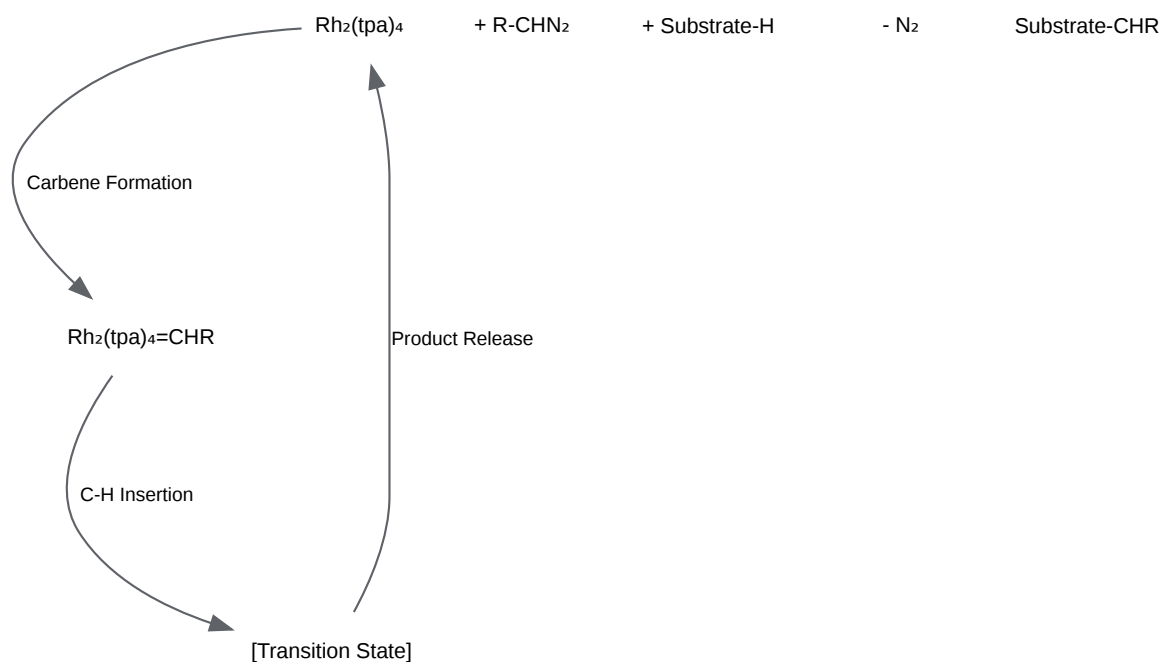 Rh₂(tpa)₄ + R-CHN₂ + Substrate-H - N₂ Substrate-CHR
Carbene Formation
Rh₂(tpa)₄=CHR
Product Release
C-H Insertion
[Transition State]